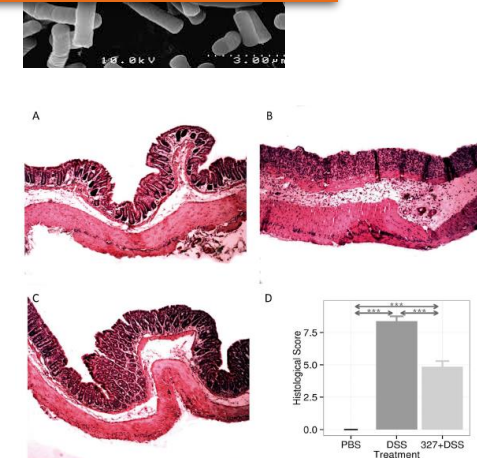 10.0kV 3.00µm
A
B
C
D
***
*** ***
Histological Score
7.5
5.0
2.5
0.0
PBS DSS 327+DSS
Treatment